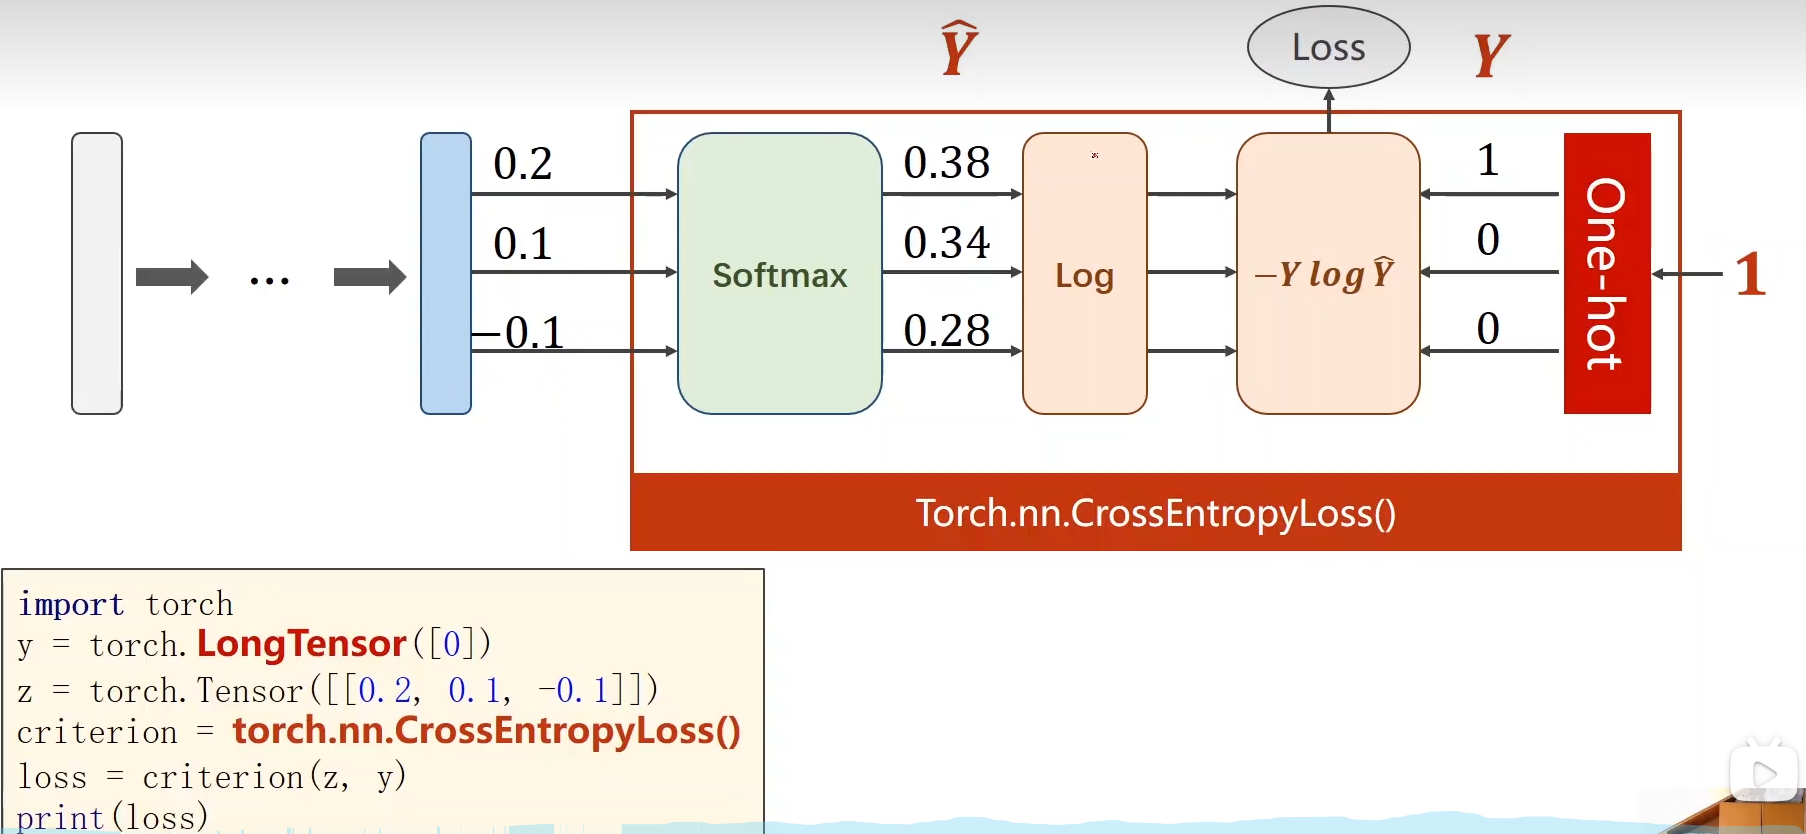 Ŷ
Loss
Y
0.2
0.38
1
0.1
0.34
0
−0.1
0.28
0
Softmax
Log
−Y log Ŷ
One-hot
1
...
Torch.nn.CrossEntropyLoss()
import torch
y = torch.LongTensor([0])
z = torch.Tensor([[0.2, 0.1, -0.1]])
criterion = torch.nn.CrossEntropyLoss()
loss = criterion(z, y)
print(loss)